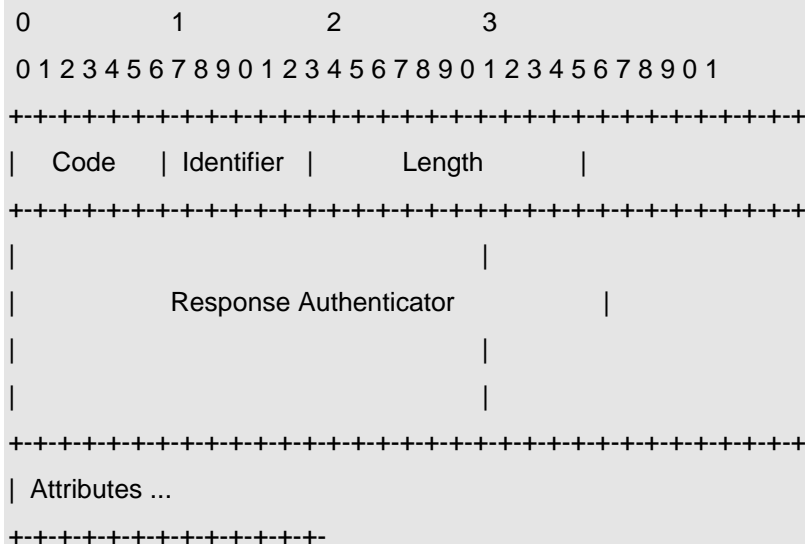 0 1 2 3
0 1 2 3 4 5 6 7 8 9 0 1 2 3 4 5 6 7 8 9 0 1 2 3 4 5 6 7 8 9 0 1
+-+-+-+-+-+-+-+-+-+-+-+-+-+-+-+-+-+-+-+-+-+-+-+-+-+-+-+-+-+-+-+-+
| Code | Identifier | Length |
+-+-+-+-+-+-+-+-+-+-+-+-+-+-+-+-+-+-+-+-+-+-+-+-+-+-+-+-+-+-+-+-+
| |
| Response Authenticator |
| |
| |
+-+-+-+-+-+-+-+-+-+-+-+-+-+-+-+-+-+-+-+-+-+-+-+-+-+-+-+-+-+-+-+-+
| Attributes ...
+-+-+-+-+-+-+-+-+-+-+-+-+-